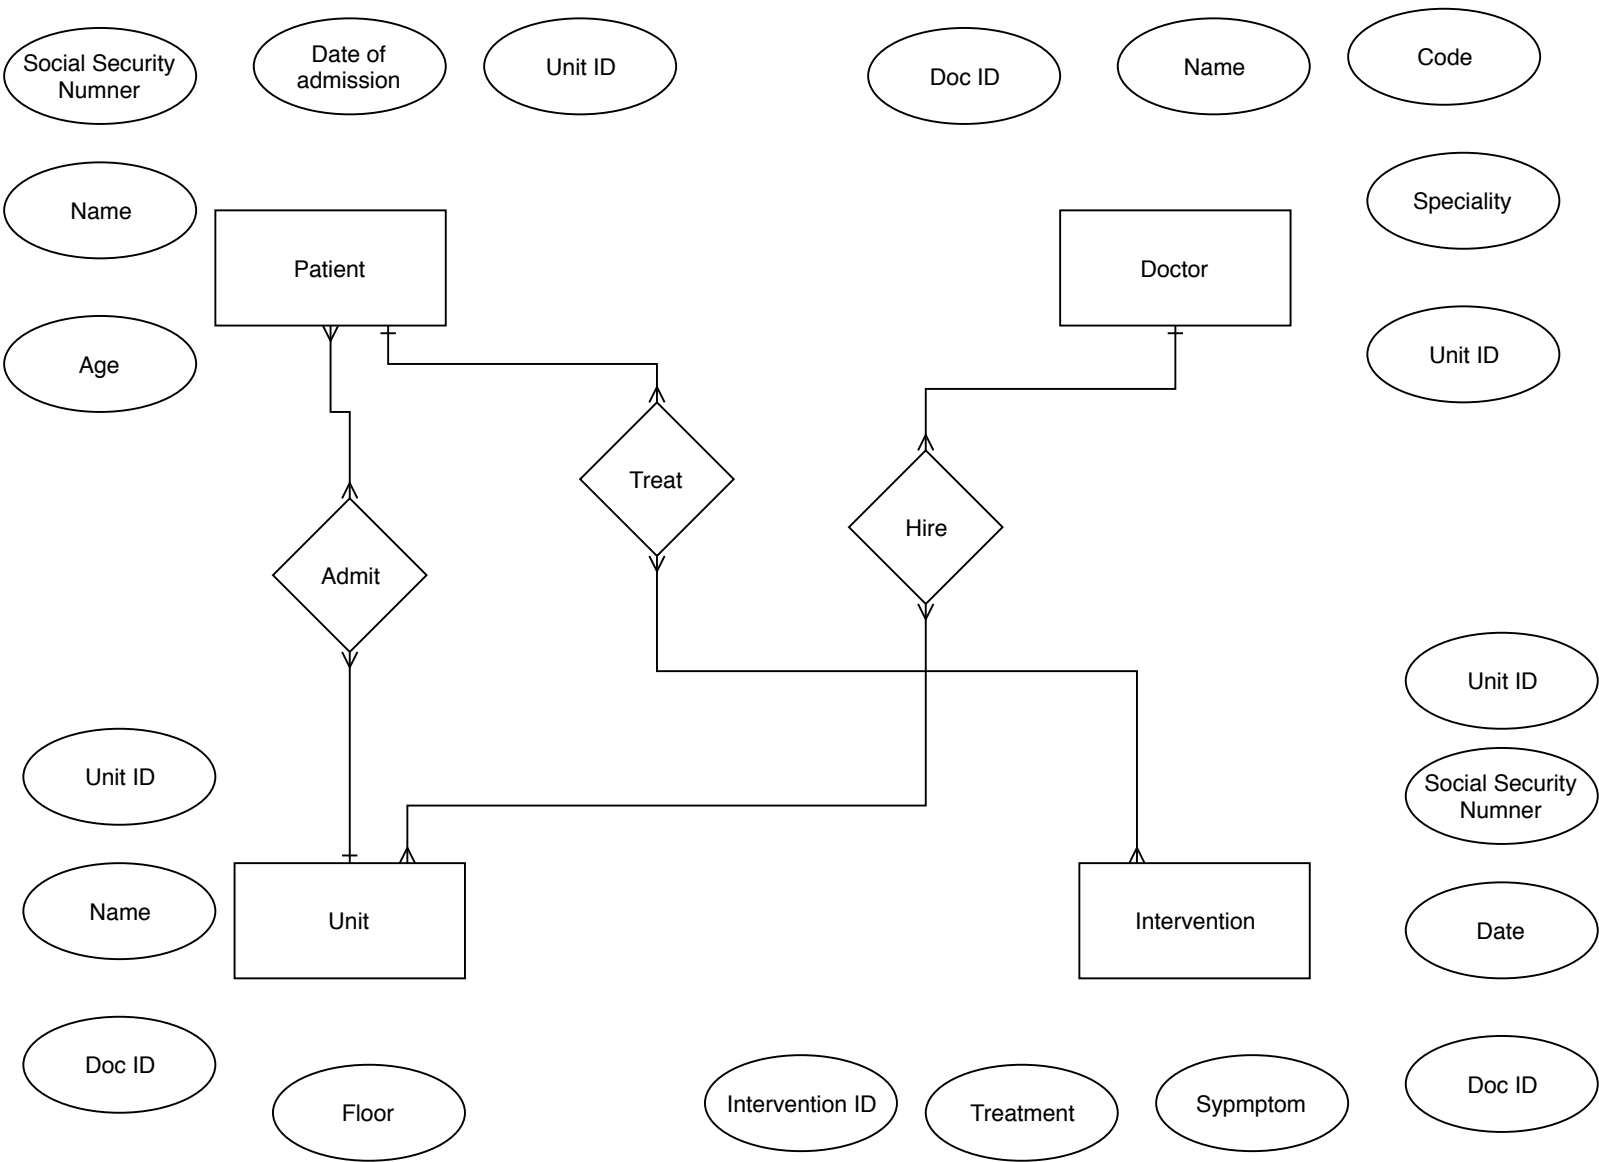 Social Security
Numner
Date of
admission
Unit ID
Doc ID
Name
Code
Name
Speciality
Patient
Doctor
Age
Unit ID
Treat
Hire
Admit
Unit ID
Unit ID
Social Security
Numner
Name
Unit
Intervention
Date
Doc ID
Floor
Intervention ID
Treatment
Sypmptom
Doc ID